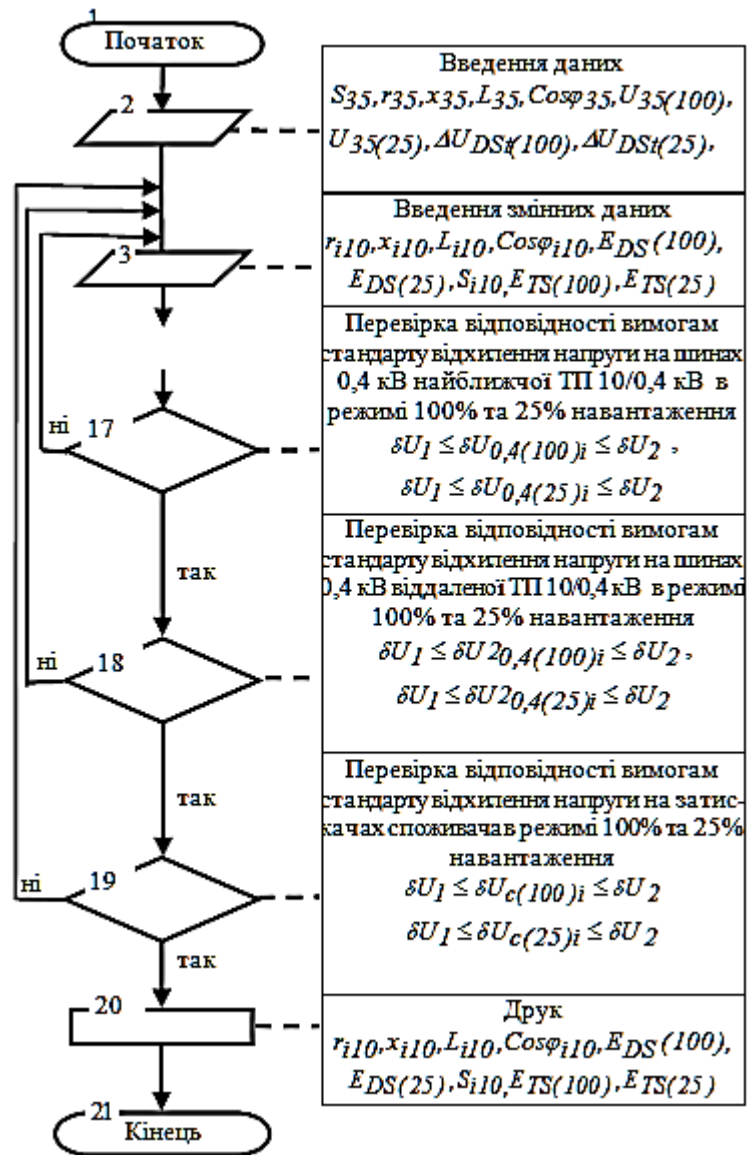 1
Початок
Введення даних
S35,r35,x35,L35,Cosφ35,U35(100),
2
U35(25),ΔUDSt(100),ΔUDSt(25),
Введення змінних даних
3
ri10,xi10,Li10,Cosφi10,EDS(100),
EDS(25),Si10,ETS(100),ETS(25)
Перевірка відповідності вимогам
стандарту відхилення напруги на шинах
0,4 кВ найближчої ТП 10/0,4 кВ в
режимі 100% та 25% навантаження
ні
17
δU1 ≤ δU0,4(100)i ≤ δU2 ,
δU1 ≤ δU0,4(25)i ≤ δU2
так
Перевірка відповідності вимогам
стандарту відхилення напруги на шинах
0,4 кВ віддаленої ТП 10/0,4 кВ в режимі
100% та 25% навантаження
ні
18
δU1 ≤ δU20,4(100)i ≤ δU2 ,
δU1 ≤ δU20,4(25)i ≤ δU2
так
Перевірка відповідності вимогам
стандарту відхилення напруги на затис-
качах споживачав режимі 100% та 25%
навантаження
ні
19
δU1 ≤ δUc(100)i ≤ δU2
δU1 ≤ δUc(25)i ≤ δU2
так
20
Друк
ri10,xi10,Li10,Cosφi10,EDS(100),
EDS(25),Si10,ETS(100),ETS(25)
21
Кінець